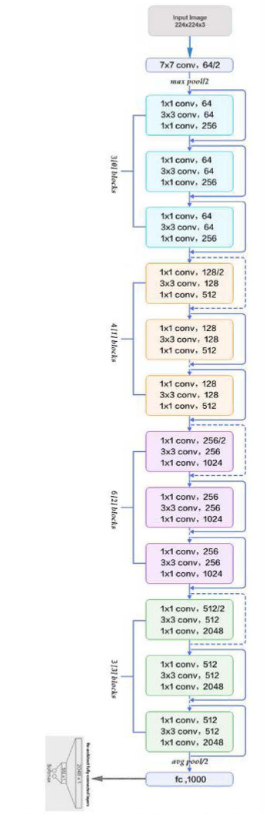 Input Image
224x224x3
7x7 conv, 64/2
max pool/2
1x1 conv, 64
3x3 conv, 64
1x1 conv, 256
1x1 conv, 64
3x3 conv, 64
1x1 conv, 256
1x1 conv, 64
3x3 conv, 64
1x1 conv, 256
3 [0] blocks
1x1 conv, 128/2
3x3 conv, 128
1x1 conv, 512
1x1 conv, 128
3x3 conv, 128
1x1 conv, 512
1x1 conv, 128
3x3 conv, 128
1x1 conv, 512
4 [1] blocks
1x1 conv, 256/2
3x3 conv, 256
1x1 conv, 1024
1x1 conv, 256
3x3 conv, 256
1x1 conv, 1024
1x1 conv, 256
3x3 conv, 256
1x1 conv, 1024
6 [2] blocks
1x1 conv, 512/2
3x3 conv, 512
1x1 conv, 2048
1x1 conv, 512
3x3 conv, 512
1x1 conv, 2048
1x1 conv, 512
3x3 conv, 512
1x1 conv, 2048
3 [3] blocks
avg pool/2
fc ,1000
fully connected layers
2048 x 1
Softmax